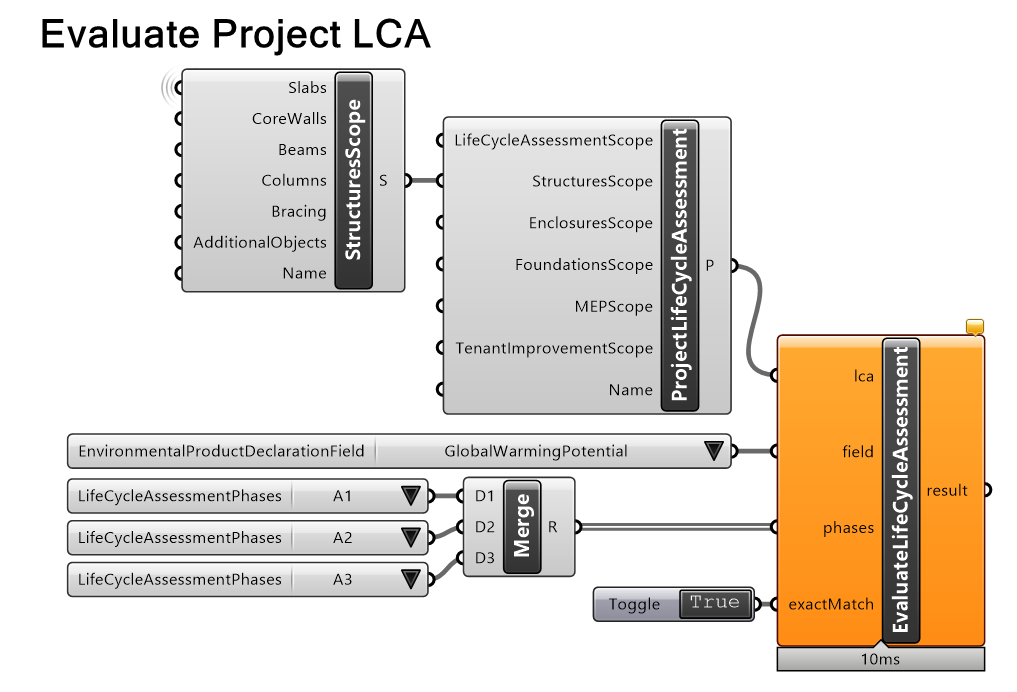 Evaluate Project LCA
Slabs
CoreWalls
Beams
Columns
Bracing
AdditionalObjects
Name
StructuresScope
S
LifeCycleAssessmentScope
StructuresScope
EnclosuresScope
FoundationsScope
MEPScope
TenantImprovementScope
Name
ProjectLifeCycleAssessment
P
EnvironmentalProductDeclarationField GlobalWarmingPotential
LifeCycleAssessmentPhases A1
LifeCycleAssessmentPhases A2
LifeCycleAssessmentPhases A3
D1
D2
D3
Merge
R
Toggle True
lca
field
phases
exactMatch
EvaluateLifeCycleAssessment
result
10ms